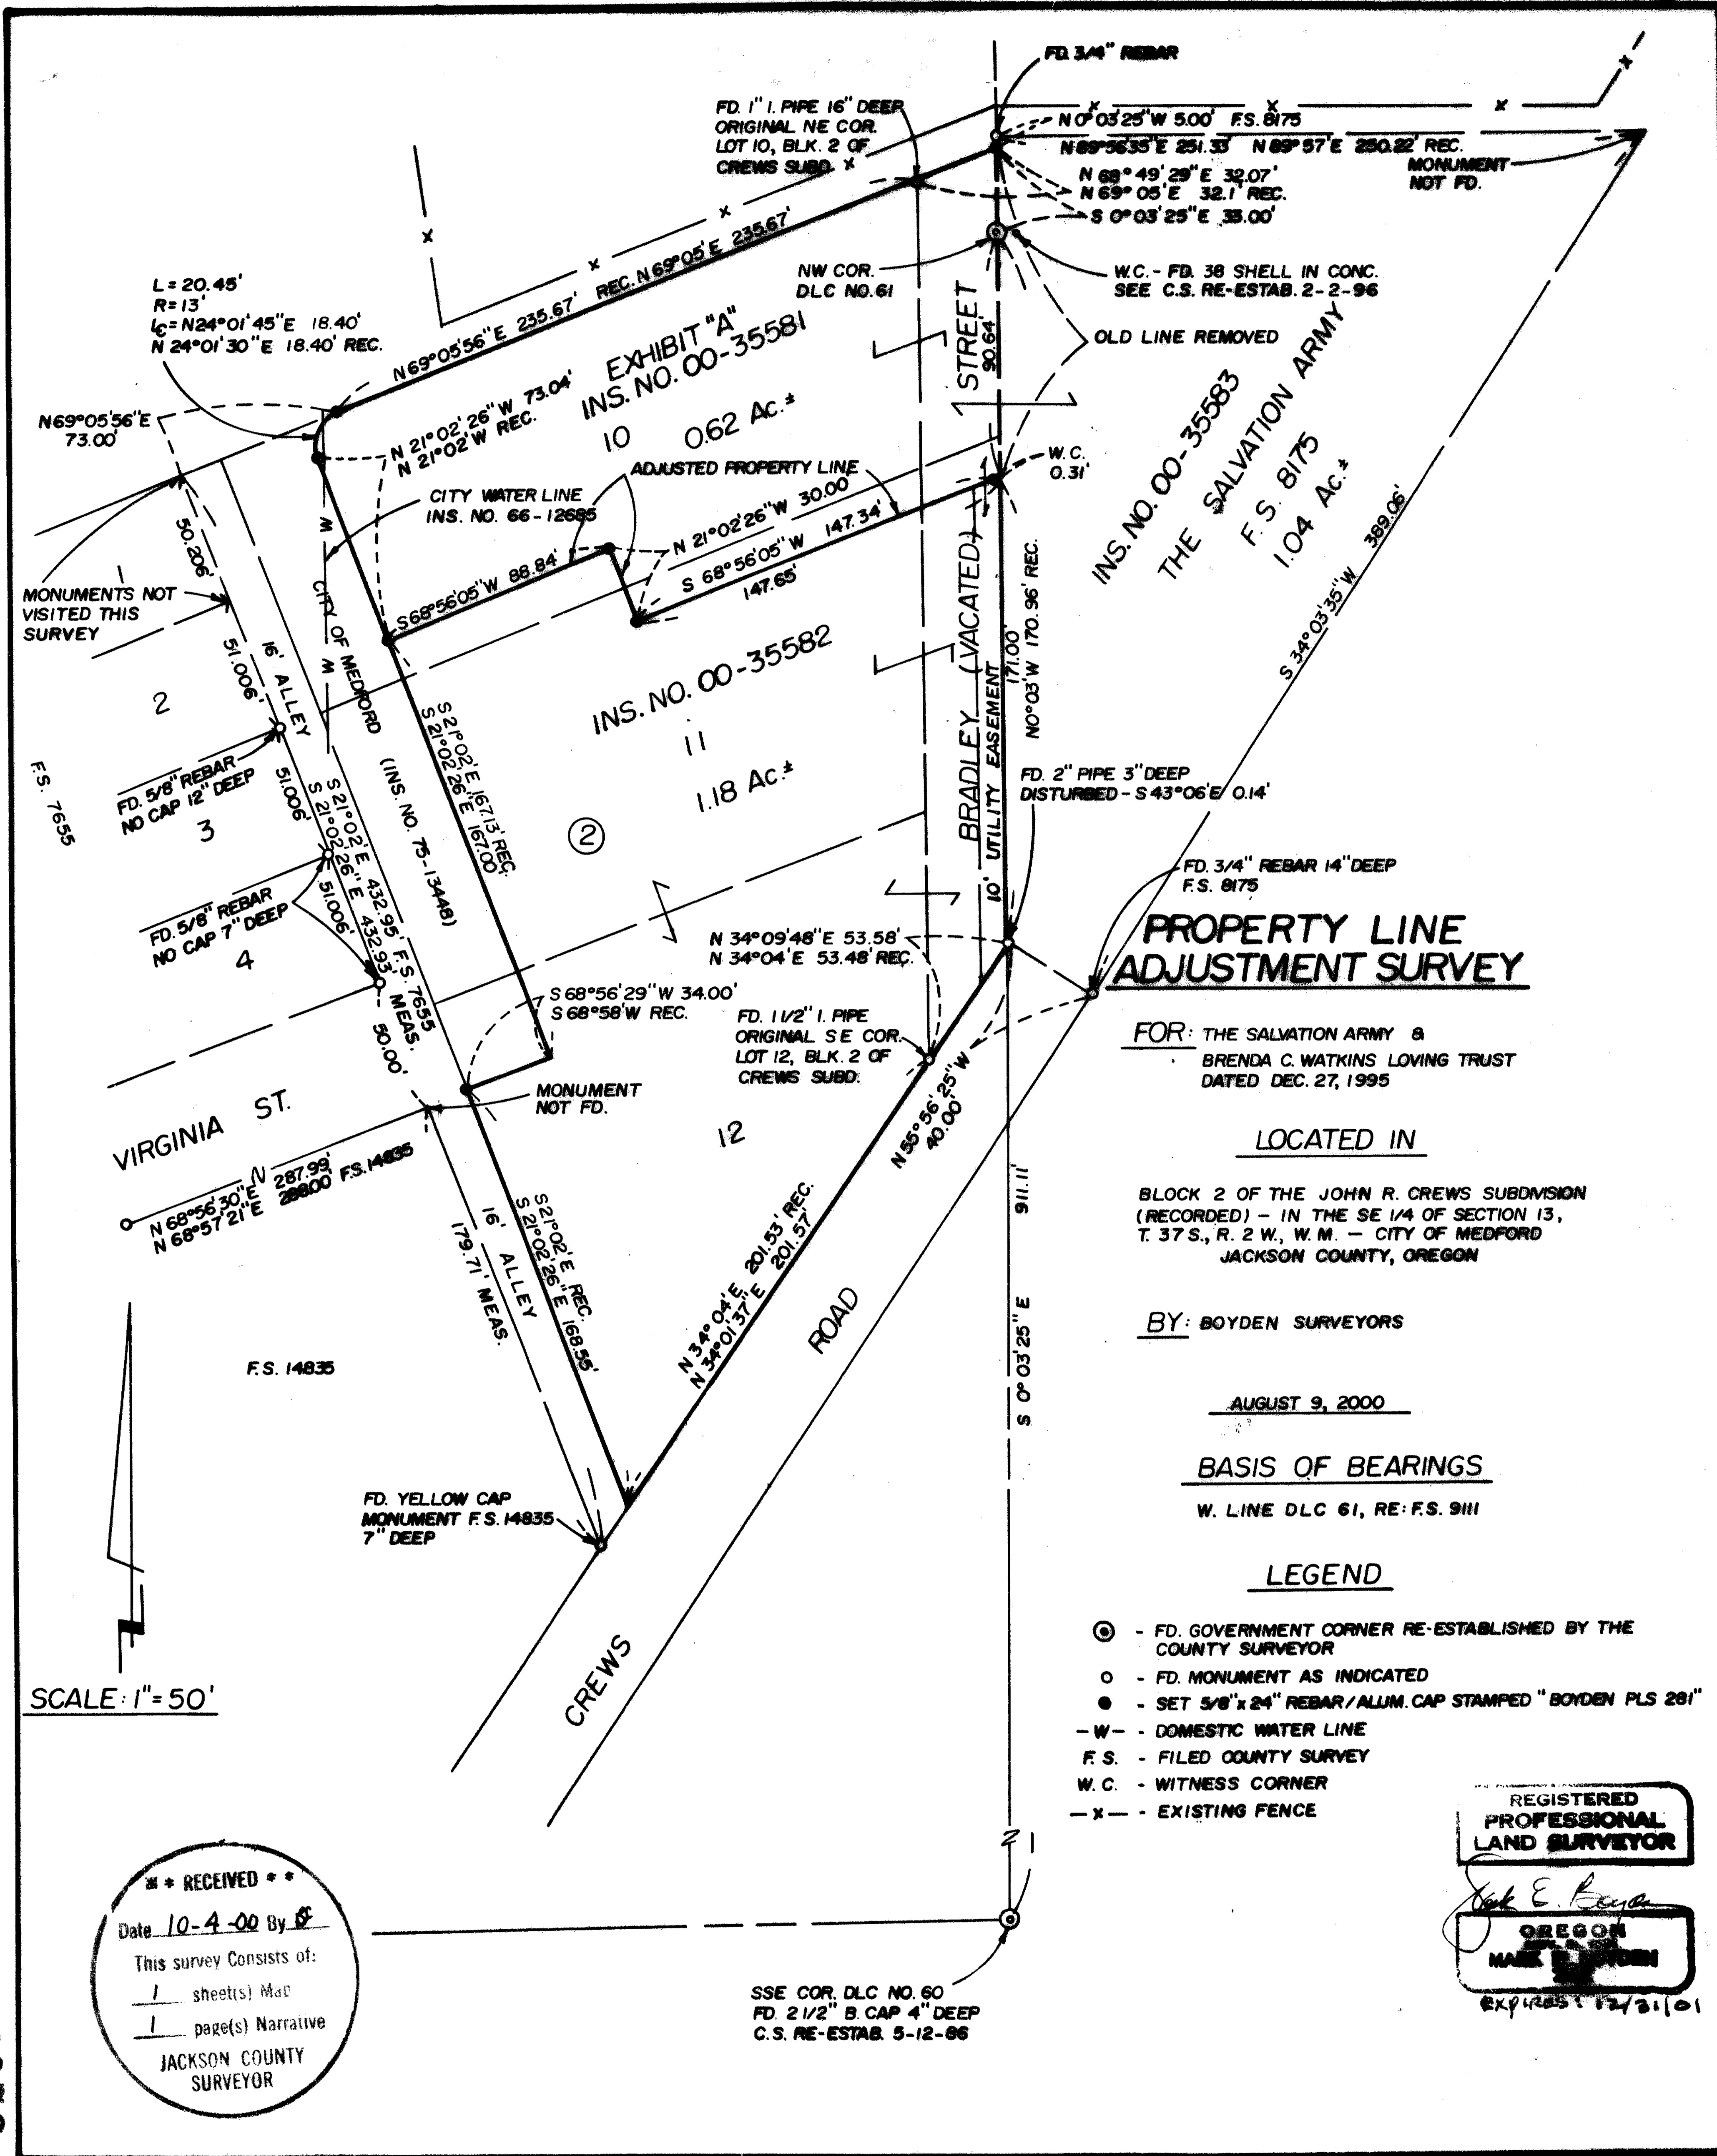 FD. 3/4" REBAR
FD. 1" I. PIPE 16" DEEP
ORIGINAL NE COR.
LOT 10, BLK. 2 OF
CREWS SUBD.
N 0°03'25"W 5.00' F.S. 8175
N 89°56'35"E 251.33' N 89°57'E 250.22' REC.
MONUMENT
NOT FD.
N 68°49'29"E 32.07'
N 69°05'E 32.1' REC.
S 0°03'25"E 33.00'
NW COR.
DLC NO. 61
W.C. - FD. 38 SHELL IN CONC.
SEE C.S. RE-ESTAB. 2-2-96
OLD LINE REMOVED
L = 20.45'
R = 13'
lc = N24°01'45"E 18.40'
N 24°01'30"E 18.40' REC.
N69°05'56"E 235.67' REC. N 69°05'E 235.67'
EXHIBIT "A"
INS. NO. 00-35581
10 0.62 Ac.±
N69°05'56"E
73.00'
N 21°02'26"W 73.04'
N 21°02'W REC.
ADJUSTED PROPERTY LINE
CITY WATER LINE
INS. NO. 66-12685
STREET
90.64'
W.C.
0.31'
INS. NO. 00-35583
THE SALVATION ARMY
F. S. 8175
1.04 Ac.±
S 34°03'35"W 389.06'
N 21°02'26"W 30.00'
S 68°56'05"W 88.84'
S 68°56'05"W 147.34'
147.65'
1
MONUMENTS NOT
VISITED THIS
SURVEY
50.206'
51.006'
16' ALLEY
W
W
CITY OF MEDFORD (INS. NO. 75-13448)
2
INS. NO. 00-35582
11
1.18 Ac.±
②
S 21°02'E 167.13' REC.
S 21°02'26"E 167.00'
BRADLEY (VACATED)
10' UTILITY EASEMENT
171.00'
N0°03'W 170.96' REC.
F.S. 7655
FD. 5/8" REBAR
NO CAP 12" DEEP
3
51.006'
S 21°02'E 432.95' F.S. 7655
S 21°02'26"E 432.93' MEAS.
FD. 5/8" REBAR
NO CAP 7" DEEP
4
51.006'
50.00'
FD. 2" PIPE 3" DEEP
DISTURBED - S 43°06'E 0.14'
FD. 3/4" REBAR 14" DEEP
F.S. 8175
N 34°09'48"E 53.58'
N 34°04'E 53.48' REC.
FD. 1 1/2" I. PIPE
ORIGINAL SE COR.
LOT 12, BLK. 2 OF
CREWS SUBD.
S 68°56'29"W 34.00'
S 68°58'W REC.
MONUMENT
NOT FD.
VIRGINIA ST.
N 68°56'30"E 287.99'
N 68°57'21"E 288.00' F.S. 14835
12
N 55°56'25"W
40.00'
16' ALLEY
179.71' MEAS.
S 21°02'E REC.
S 21°02'26"E 168.55'
N 34°04'E 201.53' REC.
N 34°01'37"E 201.57'
CREWS ROAD
911.11'
S 0°03'25"E
F.S. 14835
FD. YELLOW CAP
MONUMENT F.S. 14835
7" DEEP
SCALE: 1" = 50'
SSE COR. DLC NO. 60
FD. 2 1/2" B. CAP 4" DEEP
C.S. RE-ESTAB. 5-12-86
PROPERTY LINE
ADJUSTMENT SURVEY
FOR: THE SALVATION ARMY &
BRENDA C. WATKINS LOVING TRUST
DATED DEC. 27, 1995
LOCATED IN
BLOCK 2 OF THE JOHN R. CREWS SUBDIVISION
(RECORDED) - IN THE SE 1/4 OF SECTION 13,
T. 37 S., R. 2 W., W. M. - CITY OF MEDFORD
JACKSON COUNTY, OREGON
BY: BOYDEN SURVEYORS
AUGUST 9, 2000
BASIS OF BEARINGS
W. LINE DLC 61, RE: F.S. 9111
LEGEND
- FD. GOVERNMENT CORNER RE-ESTABLISHED BY THE
COUNTY SURVEYOR
- FD. MONUMENT AS INDICATED
- SET 5/8" x 24" REBAR/ALUM. CAP STAMPED "BOYDEN PLS 281"
-W- - DOMESTIC WATER LINE
F. S. - FILED COUNTY SURVEY
W. C. - WITNESS CORNER
-x- - EXISTING FENCE
REGISTERED
PROFESSIONAL
LAND SURVEYOR
Mark E. Boyden
OREGON
MARK E. BOYDEN
EXPIRES: 12/31/01
* * RECEIVED * *
Date 10-4-00 By
This survey Consists of:
1 sheet(s) Map
1 page(s) Narrative
JACKSON COUNTY
SURVEYOR